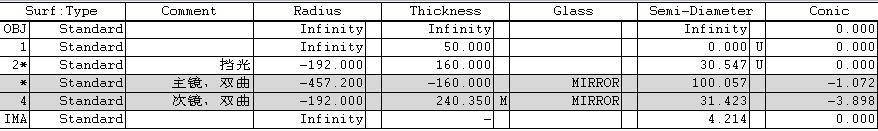 Surf:Type Comment Radius Thickness Glass Semi-Diameter Conic
OBJ Standard Infinity Infinity Infinity 0.000
1 Standard Infinity 50.000 0.000 U 0.000
2* Standard 挡光 -192.000 160.000 30.547 U 0.000
* Standard 主镜，双曲 -457.200 -160.000 MIRROR 100.057 -1.072
4 Standard 次镜，双曲 -192.000 240.350 M MIRROR 31.423 -3.898
IMA Standard Infinity - 4.214 0.000